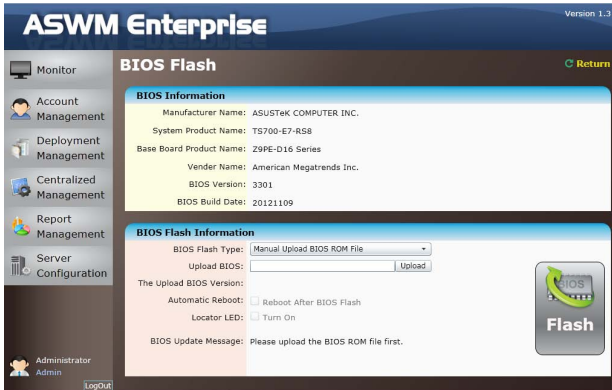 ASWM Enterprise
Version 1.3
Monitor
Account
Management
Deployment
Management
Centralized
Management
Report
Management
Server
Configuration
Administrator
Admin
LogOut
BIOS Flash
Return
BIOS Information
Manufacturer Name: ASUSTeK COMPUTER INC.
System Product Name: TS700-E7-RS8
Base Board Product Name: Z9PE-D16 Series
Vender Name: American Megatrends Inc.
BIOS Version: 3301
BIOS Build Date: 20121109
BIOS Flash Information
BIOS Flash Type: Manual Upload BIOS ROM File
Upload BIOS: Upload
The Upload BIOS Version:
Automatic Reboot: Reboot After BIOS Flash
Locator LED: Turn On
BIOS Update Message: Please upload the BIOS ROM file first.
BIOS
Flash